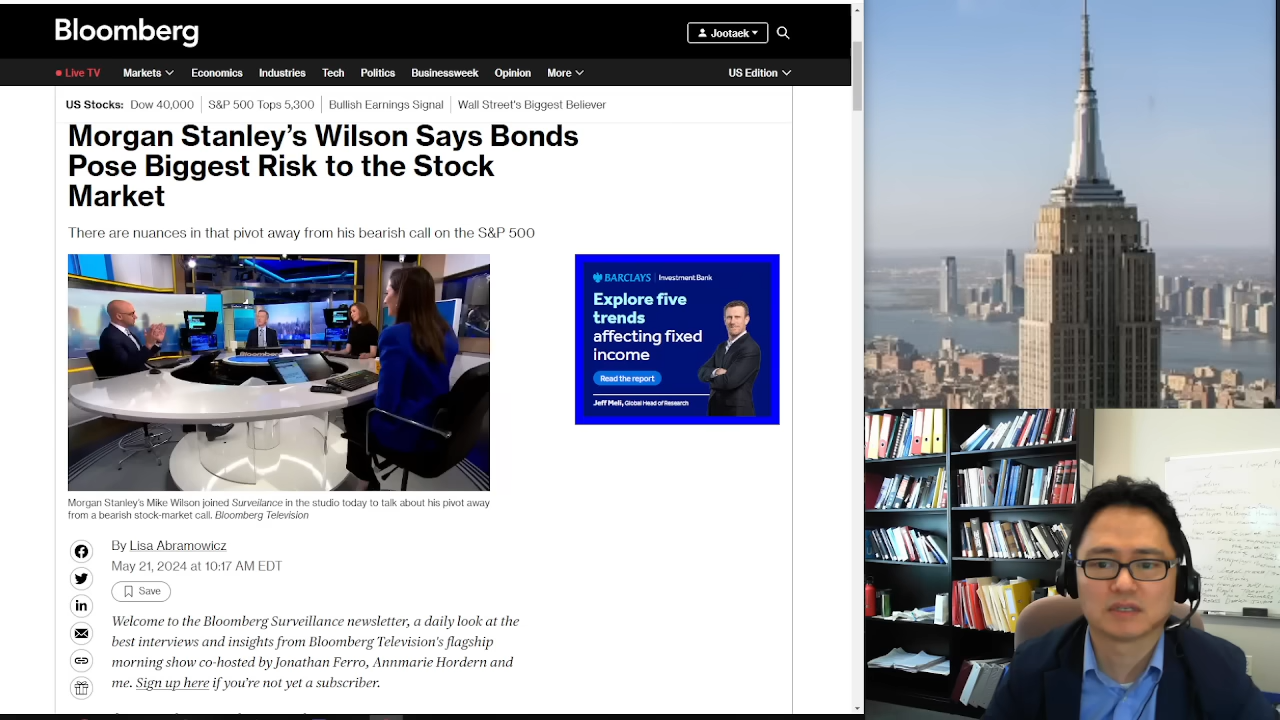 Bloomberg
Jootaek
Live TV
Markets
Economics
Industries
Tech
Politics
Businessweek
Opinion
More
US Edition
US Stocks: Dow 40,000 S&P 500 Tops 5,300 Bullish Earnings Signal Wall Street's Biggest Believer
Morgan Stanley's Wilson Says Bonds
Pose Biggest Risk to the Stock
Market
There are nuances in that pivot away from his bearish call on the S&P 500
Bloomberg
BARCLAYS Investment Bank
Explore five
trends
affecting fixed
income
Read the report
Jeff Meli, Global Head of Research
Morgan Stanley's Mike Wilson joined Surveilance in the studio today to talk about his pivot away
from a bearish stock-market call. Bloomberg Television
By Lisa Abramowicz
May 21, 2024 at 10:17 AM EDT
Save
Welcome to the Bloomberg Surveillance newsletter, a daily look at the
best interviews and insights from Bloomberg Television's flagship
morning show co-hosted by Jonathan Ferro, Annmarie Hordern and
me. Sign up here if you're not yet a subscriber.